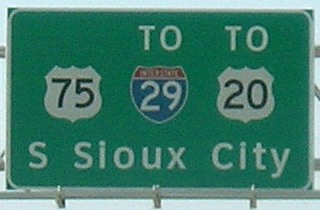 TO TO
75 INTERSTATE 29 20
S Sioux City